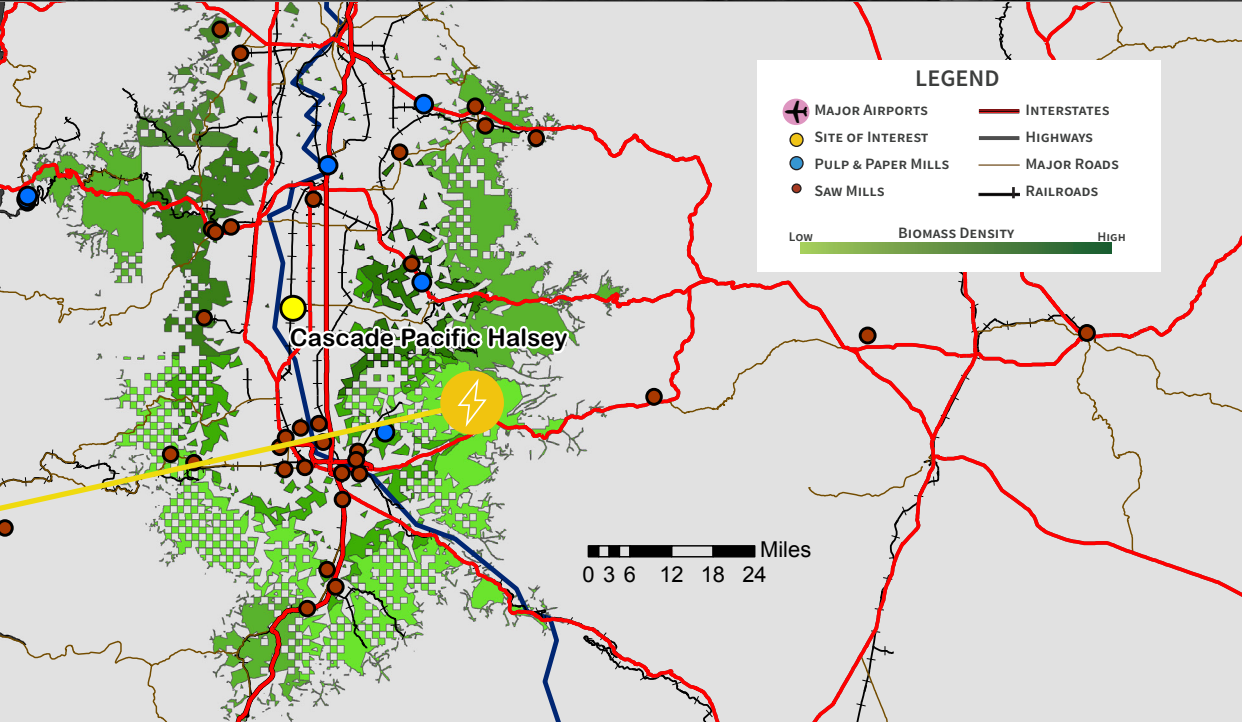 LEGEND
MAJOR AIRPORTS
INTERSTATES
SITE OF INTEREST
HIGHWAYS
PULP & PAPER MILLS
MAJOR ROADS
SAW MILLS
RAILROADS
LOW
BIOMASS DENSITY
HIGH
Cascade Pacific Halsey
Miles
0 3 6 12 18 24